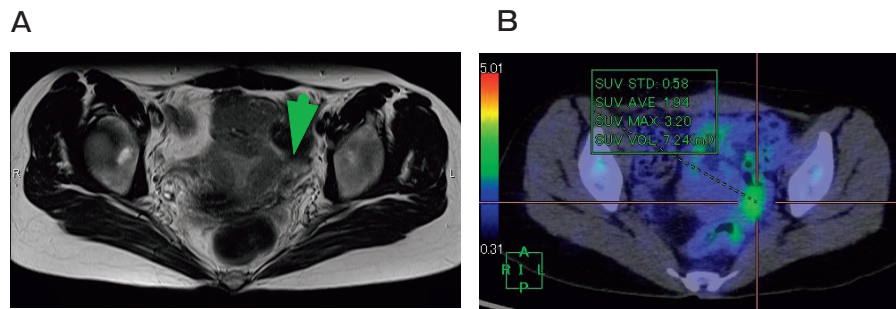 A
B
R
L
5.01
SUV STD: 0.58
SUV AVE 1.94
SUV MAX 3.20
SUV VOL 7.24(ml)
0.31
A
R I L
P